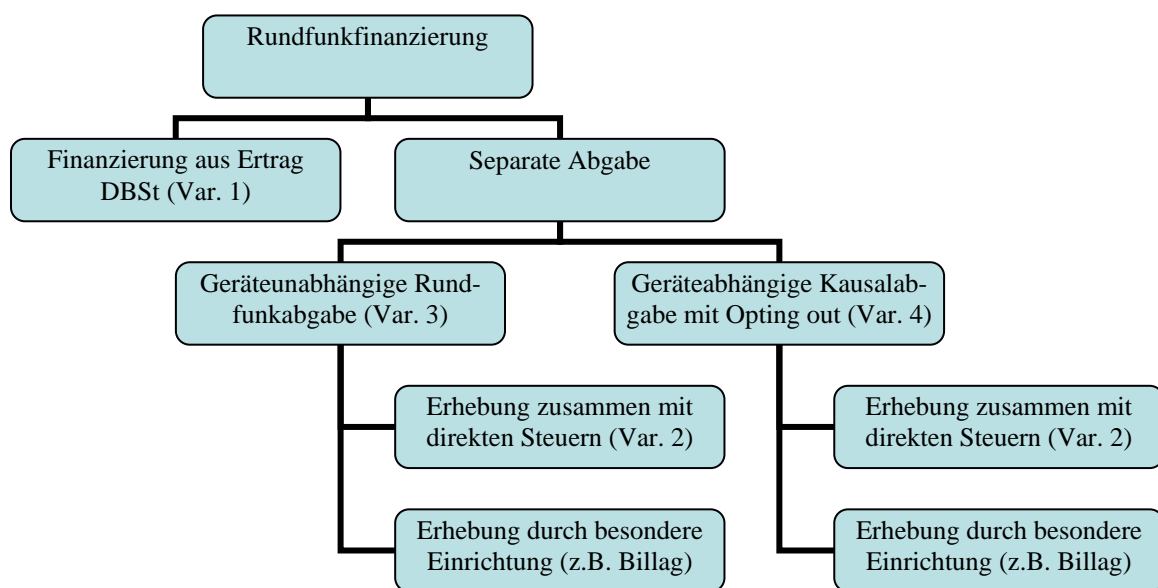 Rundfunkfinanzierung
Finanzierung aus Ertrag
DBSt (Var. 1)
Separate Abgabe
Geräteunabhängige Rund-
funkabgabe (Var. 3)
Geräteabhängige Kausalab-
gabe mit Opting out (Var. 4)
Erhebung zusammen mit
direkten Steuern (Var. 2)
Erhebung zusammen mit
direkten Steuern (Var. 2)
Erhebung durch besondere
Einrichtung (z.B. Billag)
Erhebung durch besondere
Einrichtung (z.B. Billag)